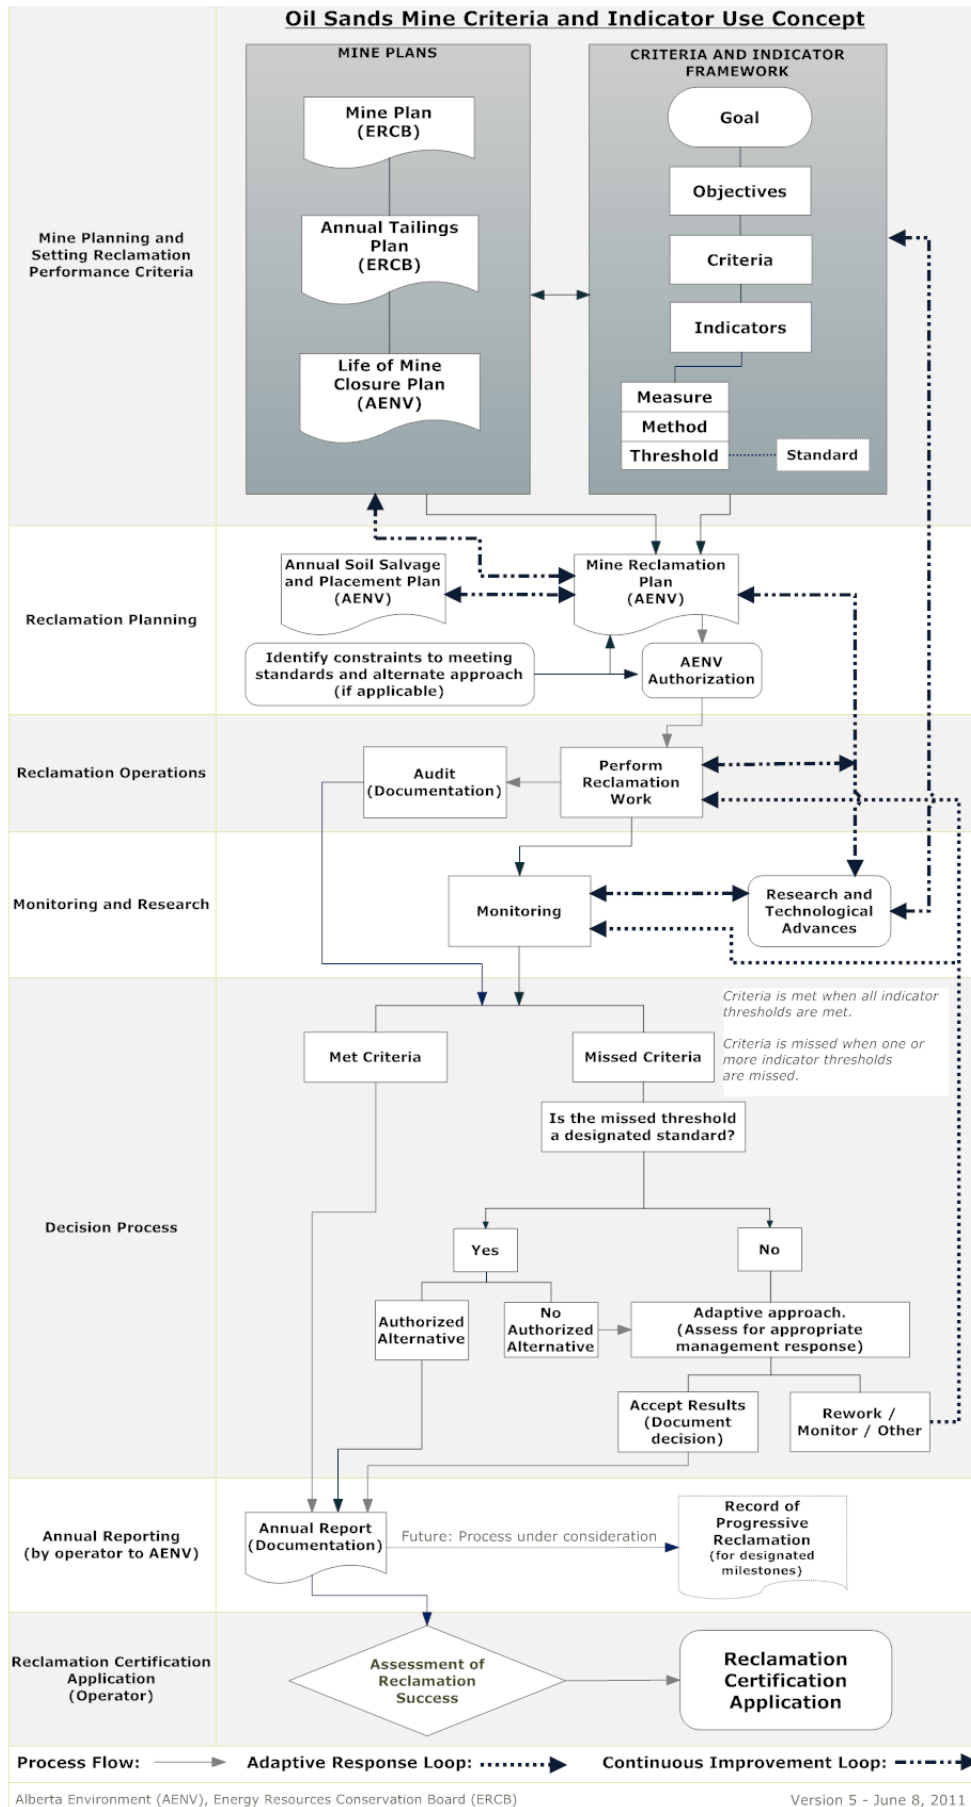 Oil Sands Mine Criteria and Indicator Use Concept
MINE PLANS
Mine Plan
(ERCB)
Annual Tailings
Plan
(ERCB)
Life of Mine
Closure Plan
(AENV)
CRITERIA AND INDICATOR
FRAMEWORK
Goal
Objectives
Criteria
Indicators
Measure
Method
Threshold
Standard
Mine Planning and
Setting Reclamation
Performance Criteria
Reclamation Planning
Annual Soil Salvage
and Placement Plan
(AENV)
Mine Reclamation
Plan
(AENV)
Identify constraints to meeting
standards and alternate approach
(if applicable)
AENV
Authorization
Reclamation Operations
Audit
(Documentation)
Perform
Reclamation
Work
Monitoring and Research
Monitoring
Research and
Technological
Advances
Decision Process
Criteria is met when all indicator
thresholds are met.
Criteria is missed when one or
more indicator thresholds
are missed.
Met Criteria
Missed Criteria
Is the missed threshold
a designated standard?
Yes
No
Authorized
Alternative
No
Authorized
Alternative
Adaptive approach.
(Assess for appropriate
management response)
Accept Results
(Document
decision)
Rework /
Monitor / Other
Annual Reporting
(by operator to AENV)
Annual Report
(Documentation)
Future: Process under consideration
Record of
Progressive
Reclamation
(for designated
milestones)
Reclamation Certification
Application
(Operator)
Assessment of
Reclamation
Success
Reclamation
Certification
Application
Process Flow:
Adaptive Response Loop:
Continuous Improvement Loop:
Alberta Environment (AENV), Energy Resources Conservation Board (ERCB)
Version 5 - June 8, 2011